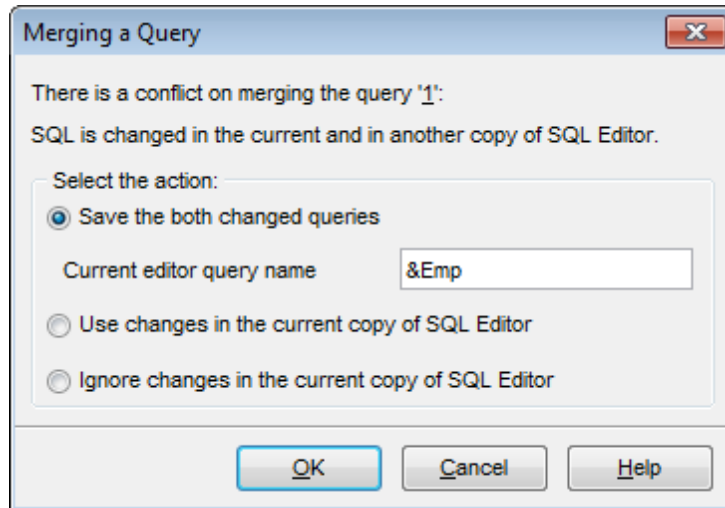 Merging a Query
There is a conflict on merging the query '1':
SQL is changed in the current and in another copy of SQL Editor.
Select the action:
Save the both changed queries
Current editor query name &Emp
Use changes in the current copy of SQL Editor
Ignore changes in the current copy of SQL Editor
OK Cancel Help